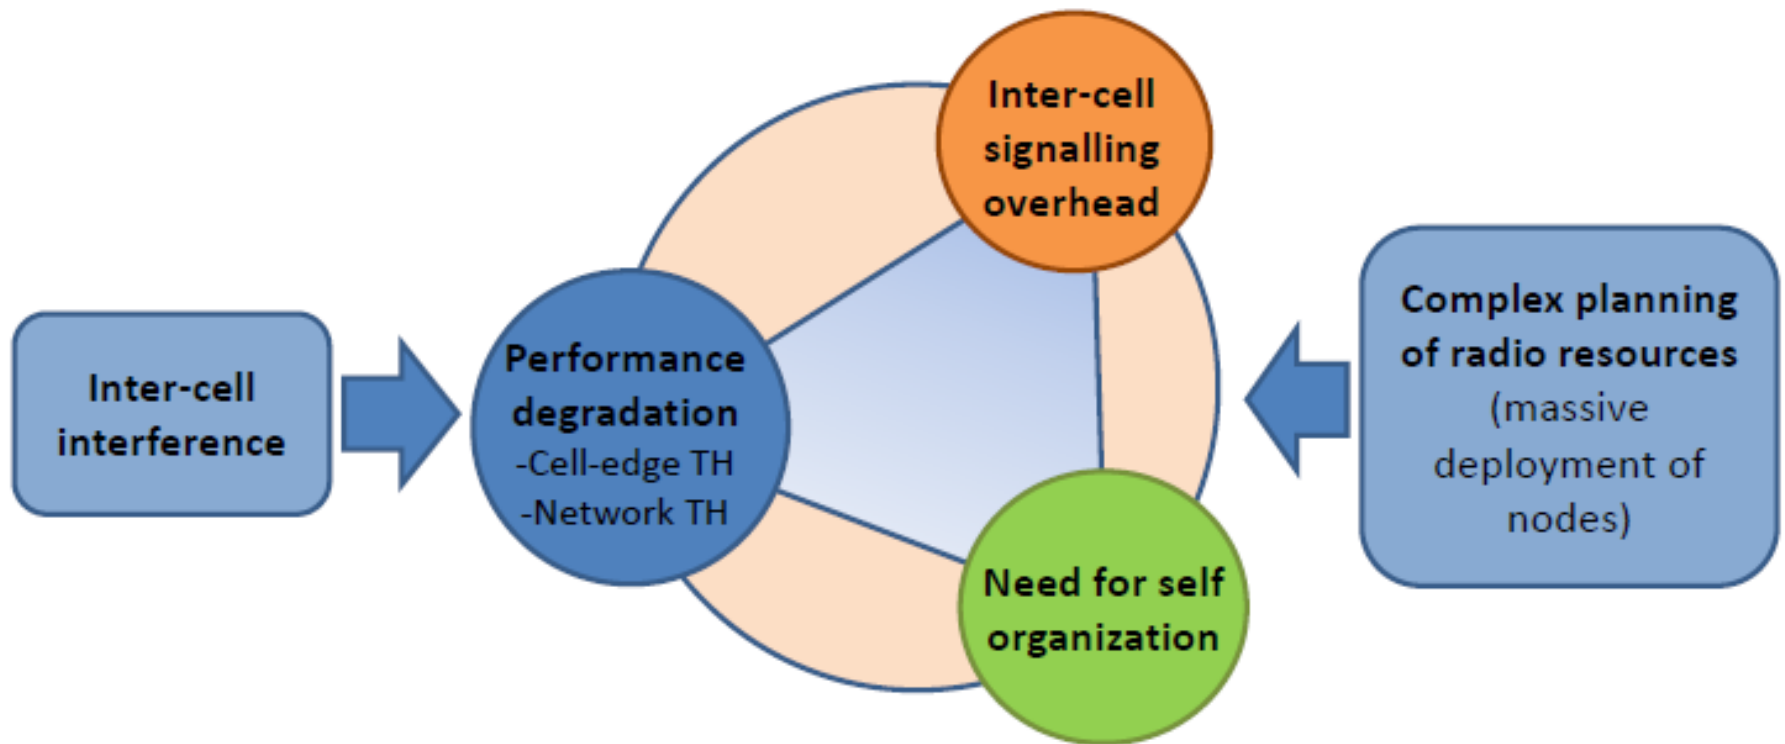 Inter-cell
interference
Performance
degradation
-Cell-edge TH
-Network TH
Inter-cell
signalling
overhead
Need for self
organization
Complex planning
of radio resources
(massive
deployment of
nodes)